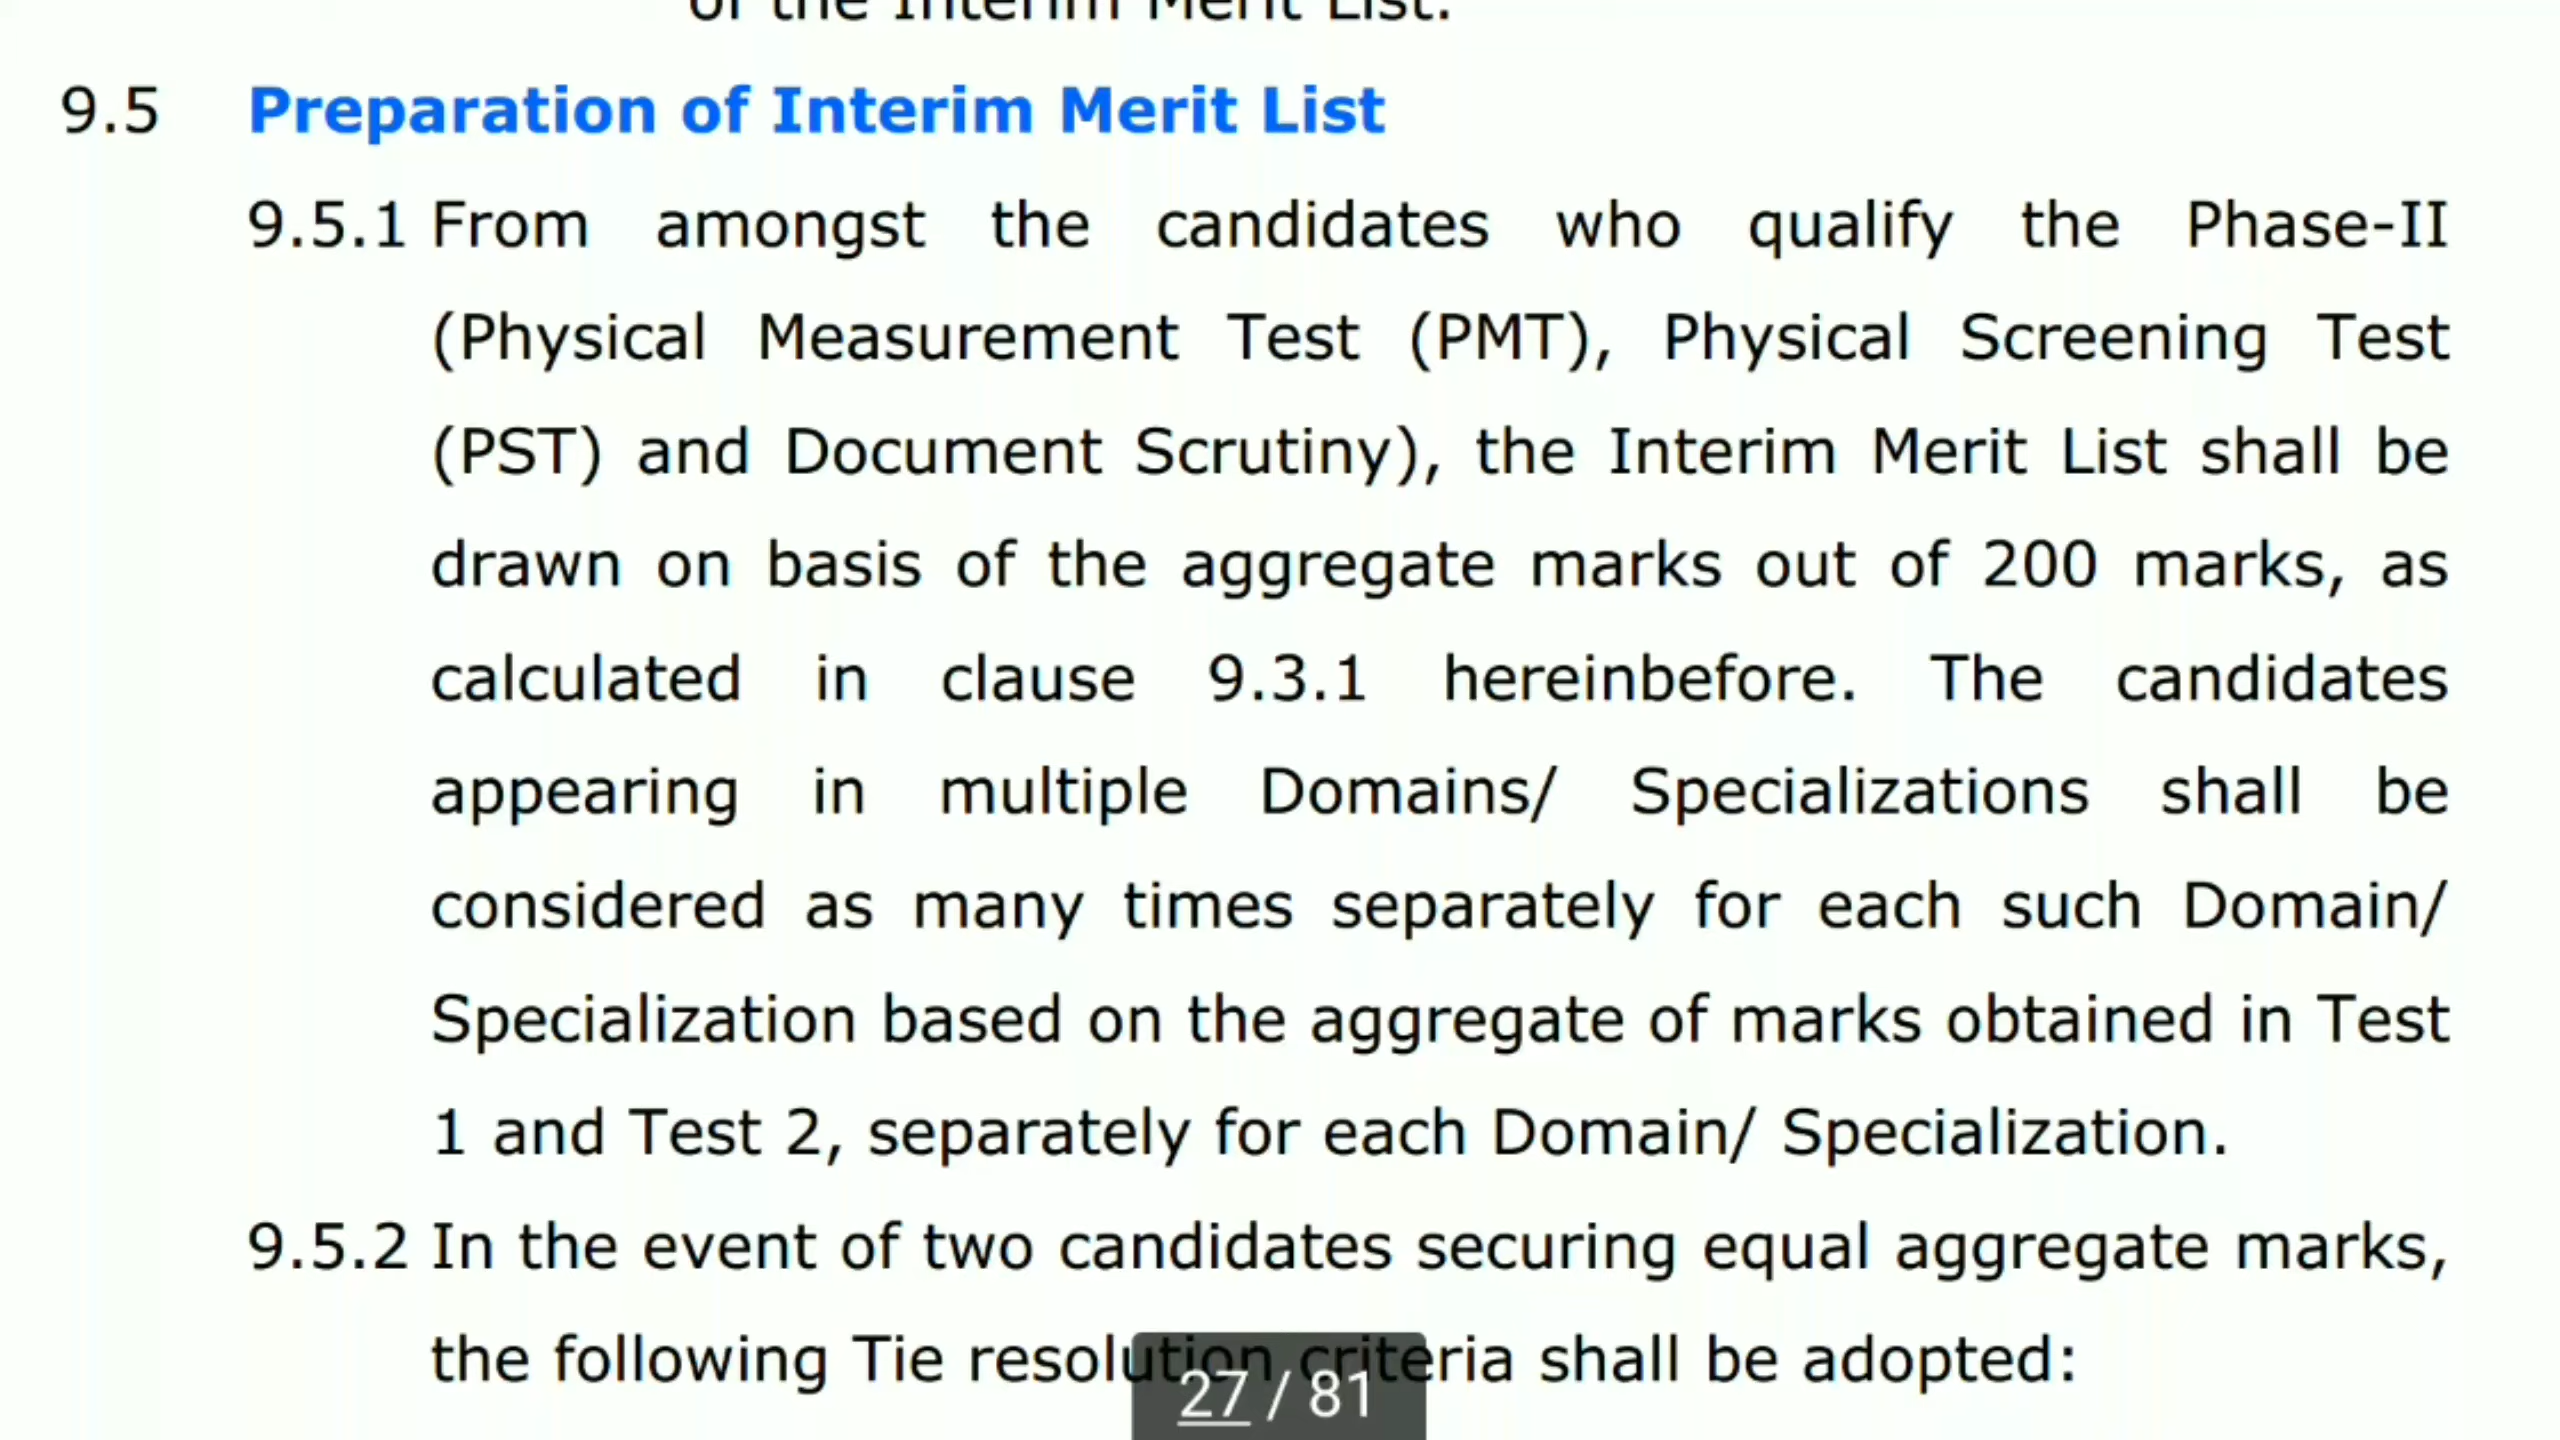 of the Interim Merit List.
9.5 Preparation of Interim Merit List
9.5.1 From amongst the candidates who qualify the Phase-II
(Physical Measurement Test (PMT), Physical Screening Test
(PST) and Document Scrutiny), the Interim Merit List shall be
drawn on basis of the aggregate marks out of 200 marks, as
calculated in clause 9.3.1 hereinbefore. The candidates
appearing in multiple Domains/ Specializations shall be
considered as many times separately for each such Domain/
Specialization based on the aggregate of marks obtained in Test
1 and Test 2, separately for each Domain/ Specialization.
9.5.2 In the event of two candidates securing equal aggregate marks,
the following Tie resolution criteria shall be adopted:
27 / 81